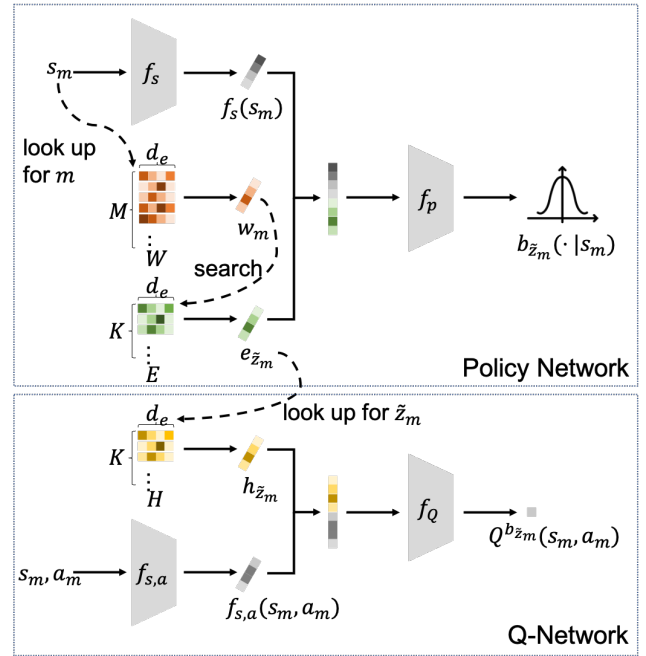 s_m
f_s
f_s(s_m)
look up
for m
d_e
M
W
w_m
f_p
b_{z̃_m}(· |s_m)
search
d_e
K
E
e_{z̃_m}
Policy Network
look up for z̃_m
d_e
K
H
h_{z̃_m}
f_Q
Q^{b_{z̃_m}}(s_m, a_m)
s_m, a_m
f_{s,a}
f_{s,a}(s_m, a_m)
Q-Network